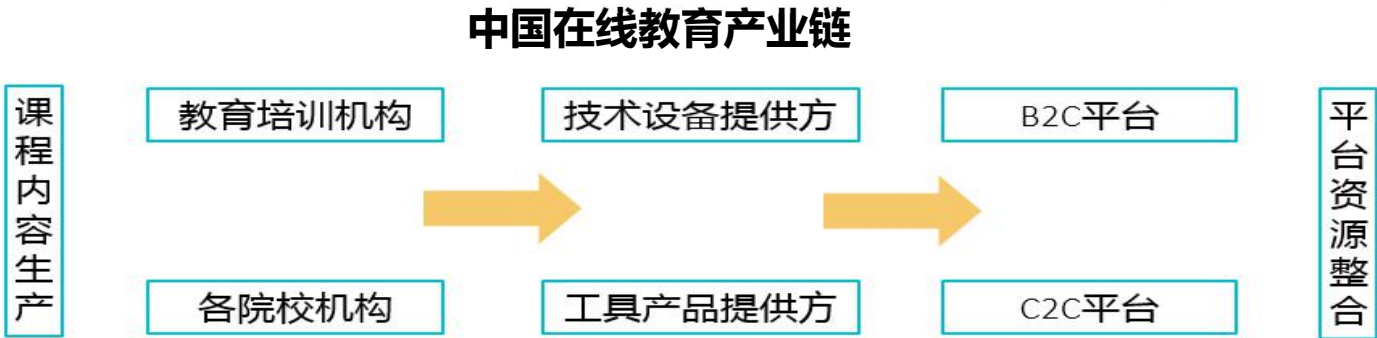 中国在线教育产业链
课程内容生产
教育培训机构
技术设备提供方
B2C平台
平台资源整合
各院校机构
工具产品提供方
C2C平台